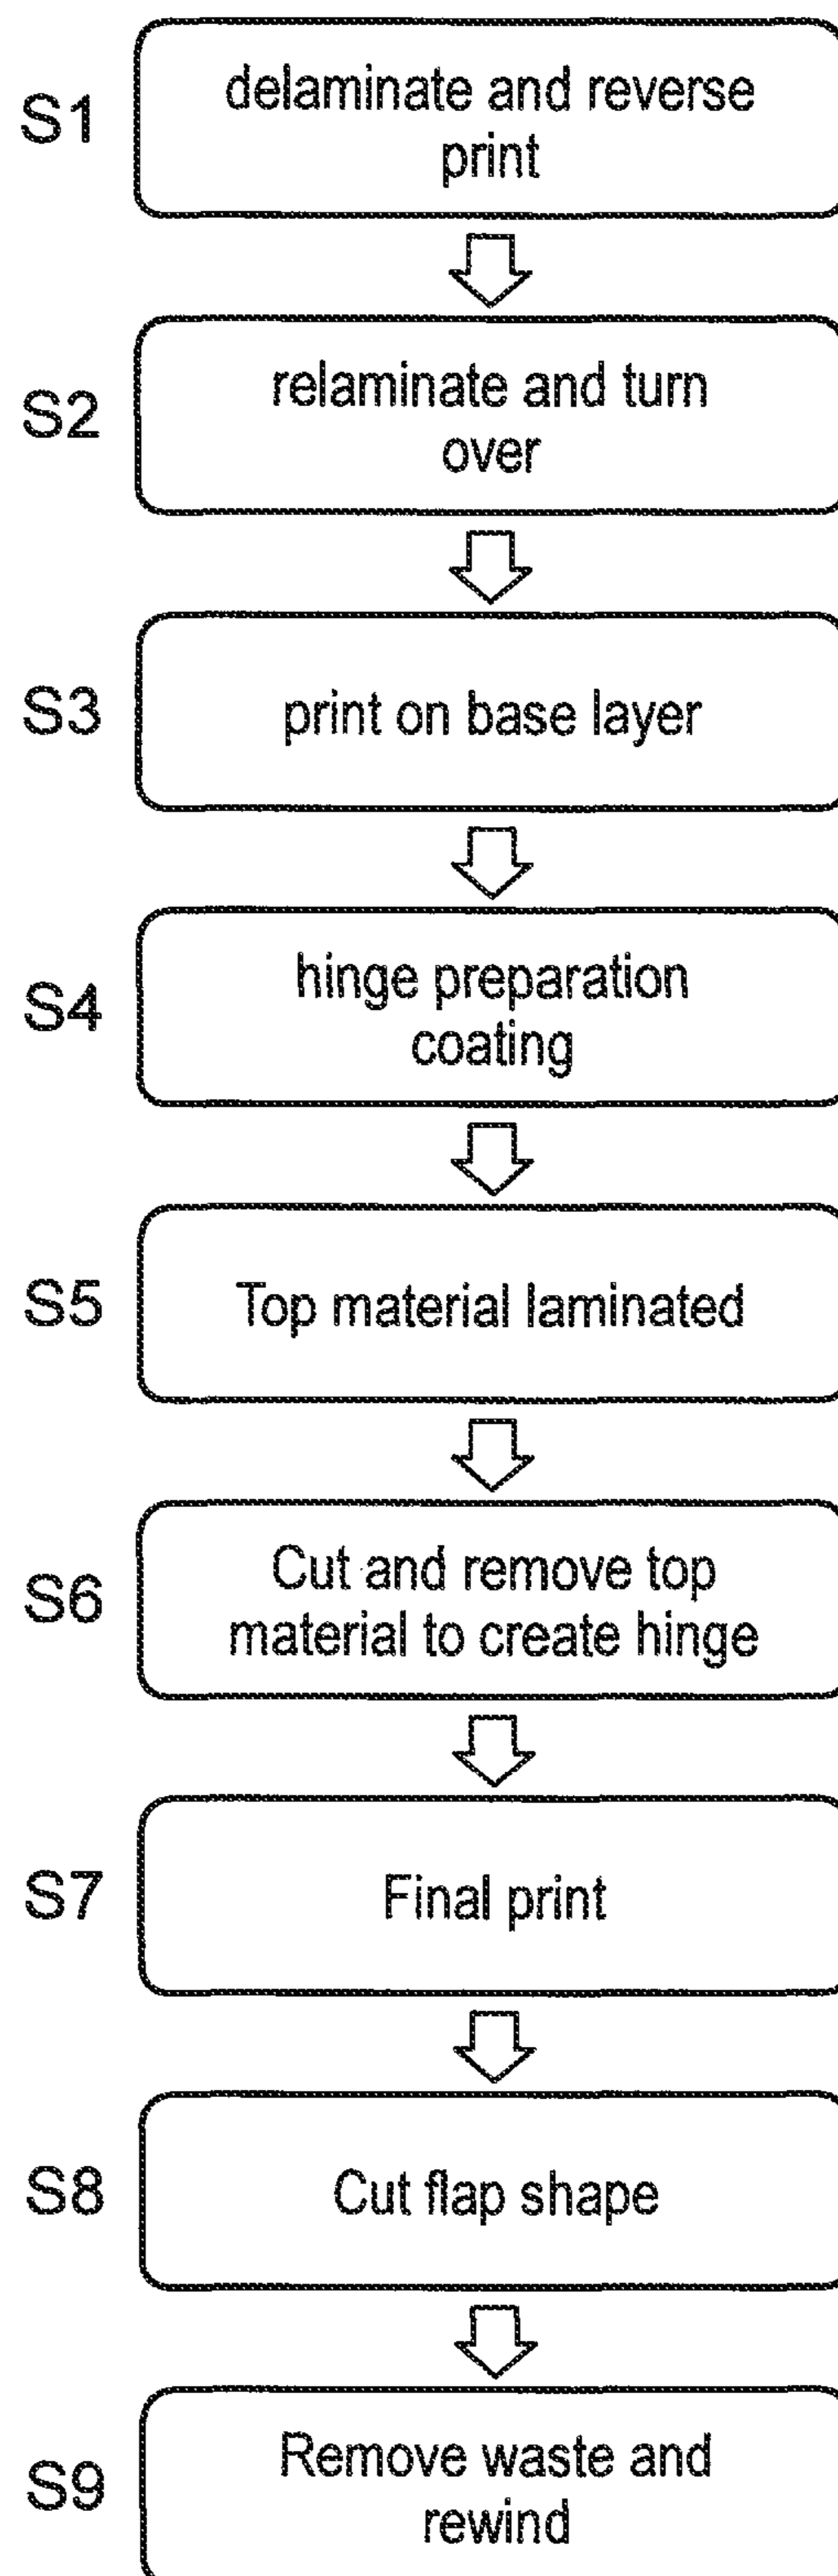 S1
delaminate and reverse
print
S2
relaminate and turn
over
S3
print on base layer
S4
hinge preparation
coating
S5
Top material laminated
S6
Cut and remove top
material to create hinge
S7
Final print
S8
Cut flap shape
S9
Remove waste and
rewind